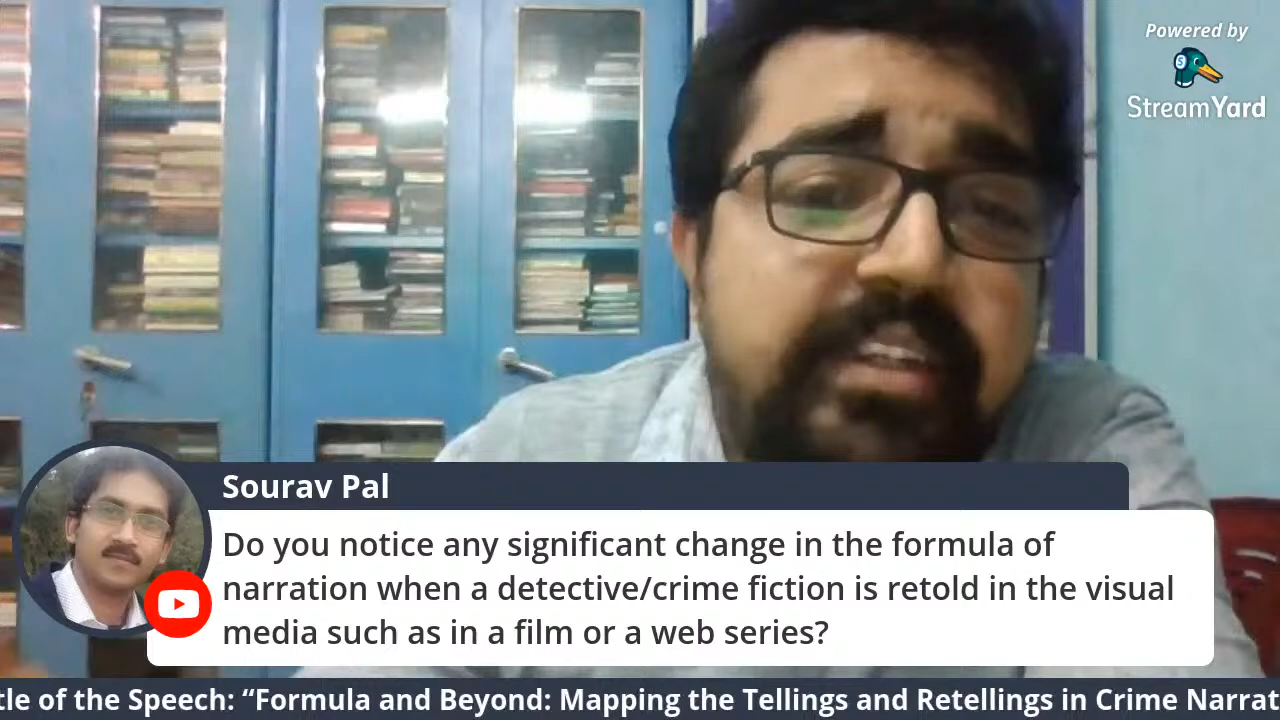 Powered by
StreamYard
Sourav Pal
Do you notice any significant change in the formula of
narration when a detective/crime fiction is retold in the visual
media such as in a film or a web series?
tle of the Speech: “Formula and Beyond: Mapping the Tellings and Retellings in Crime Narrat